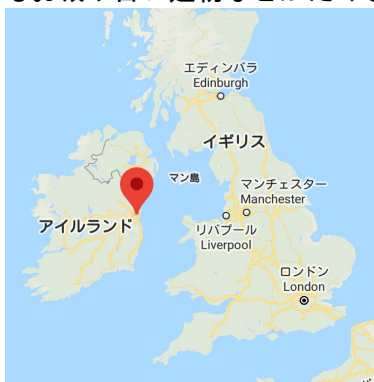 エディンバラ
Edinburgh
イギリス
マン島
マンチェスター
Manchester
アイルランド
リバプール
Liverpool
ロンドン
London